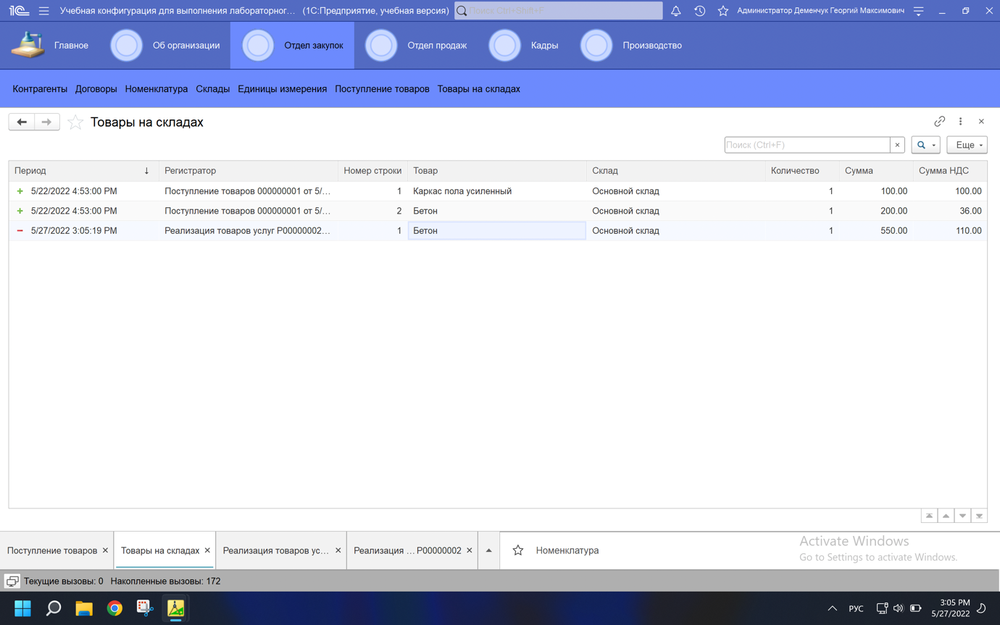 1С Учебная конфигурация для выполнения лабораторног... (1С:Предприятие, учебная версия) Поиск Ctrl+Shift+F Администратор Деменчук Георгий Максимович
Главное Об организации Отдел закупок Отдел продаж Кадры Производство
Контрагенты Договоры Номенклатура Склады Единицы измерения Поступление товаров Товары на складах
Товары на складах
Поиск (Ctrl+F) × Еще
Период ↓ Регистратор Номер строки Товар Склад Количество Сумма Сумма НДС
+ 5/22/2022 4:53:00 PM Поступление товаров 000000001 от 5/... 1 Каркас пола усиленный Основной склад 1 100.00 100.00
+ 5/22/2022 4:53:00 PM Поступление товаров 000000001 от 5/... 2 Бетон Основной склад 1 200.00 36.00
- 5/27/2022 3:05:19 PM Реализация товаров услуг Р00000002... 1 Бетон Основной склад 1 550.00 110.00
Поступление товаров × Товары на складах × Реализация товаров ус... × Реализация ... Р00000002 × Номенклатура
Activate Windows
Go to Settings to activate Windows.
Текущие вызовы: 0 Накопленные вызовы: 172
РУС 3:05 PM
5/27/2022